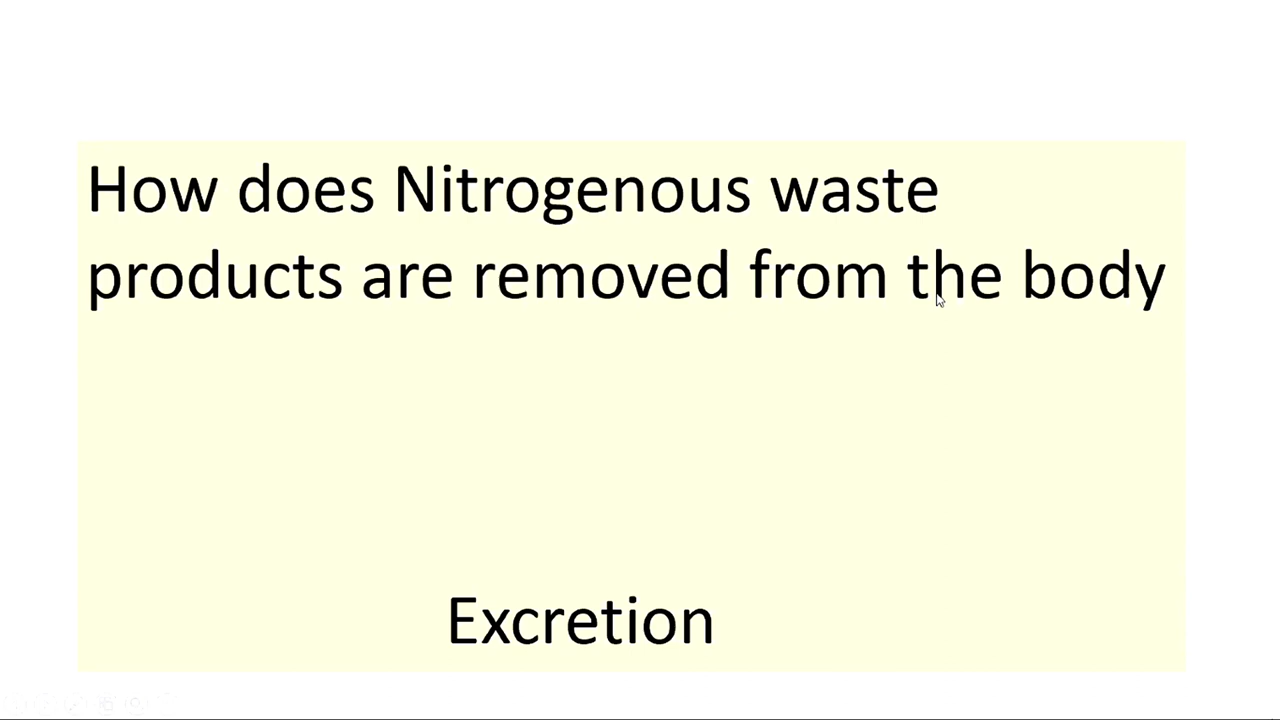 How does Nitrogenous waste
products are removed from the body
Excretion